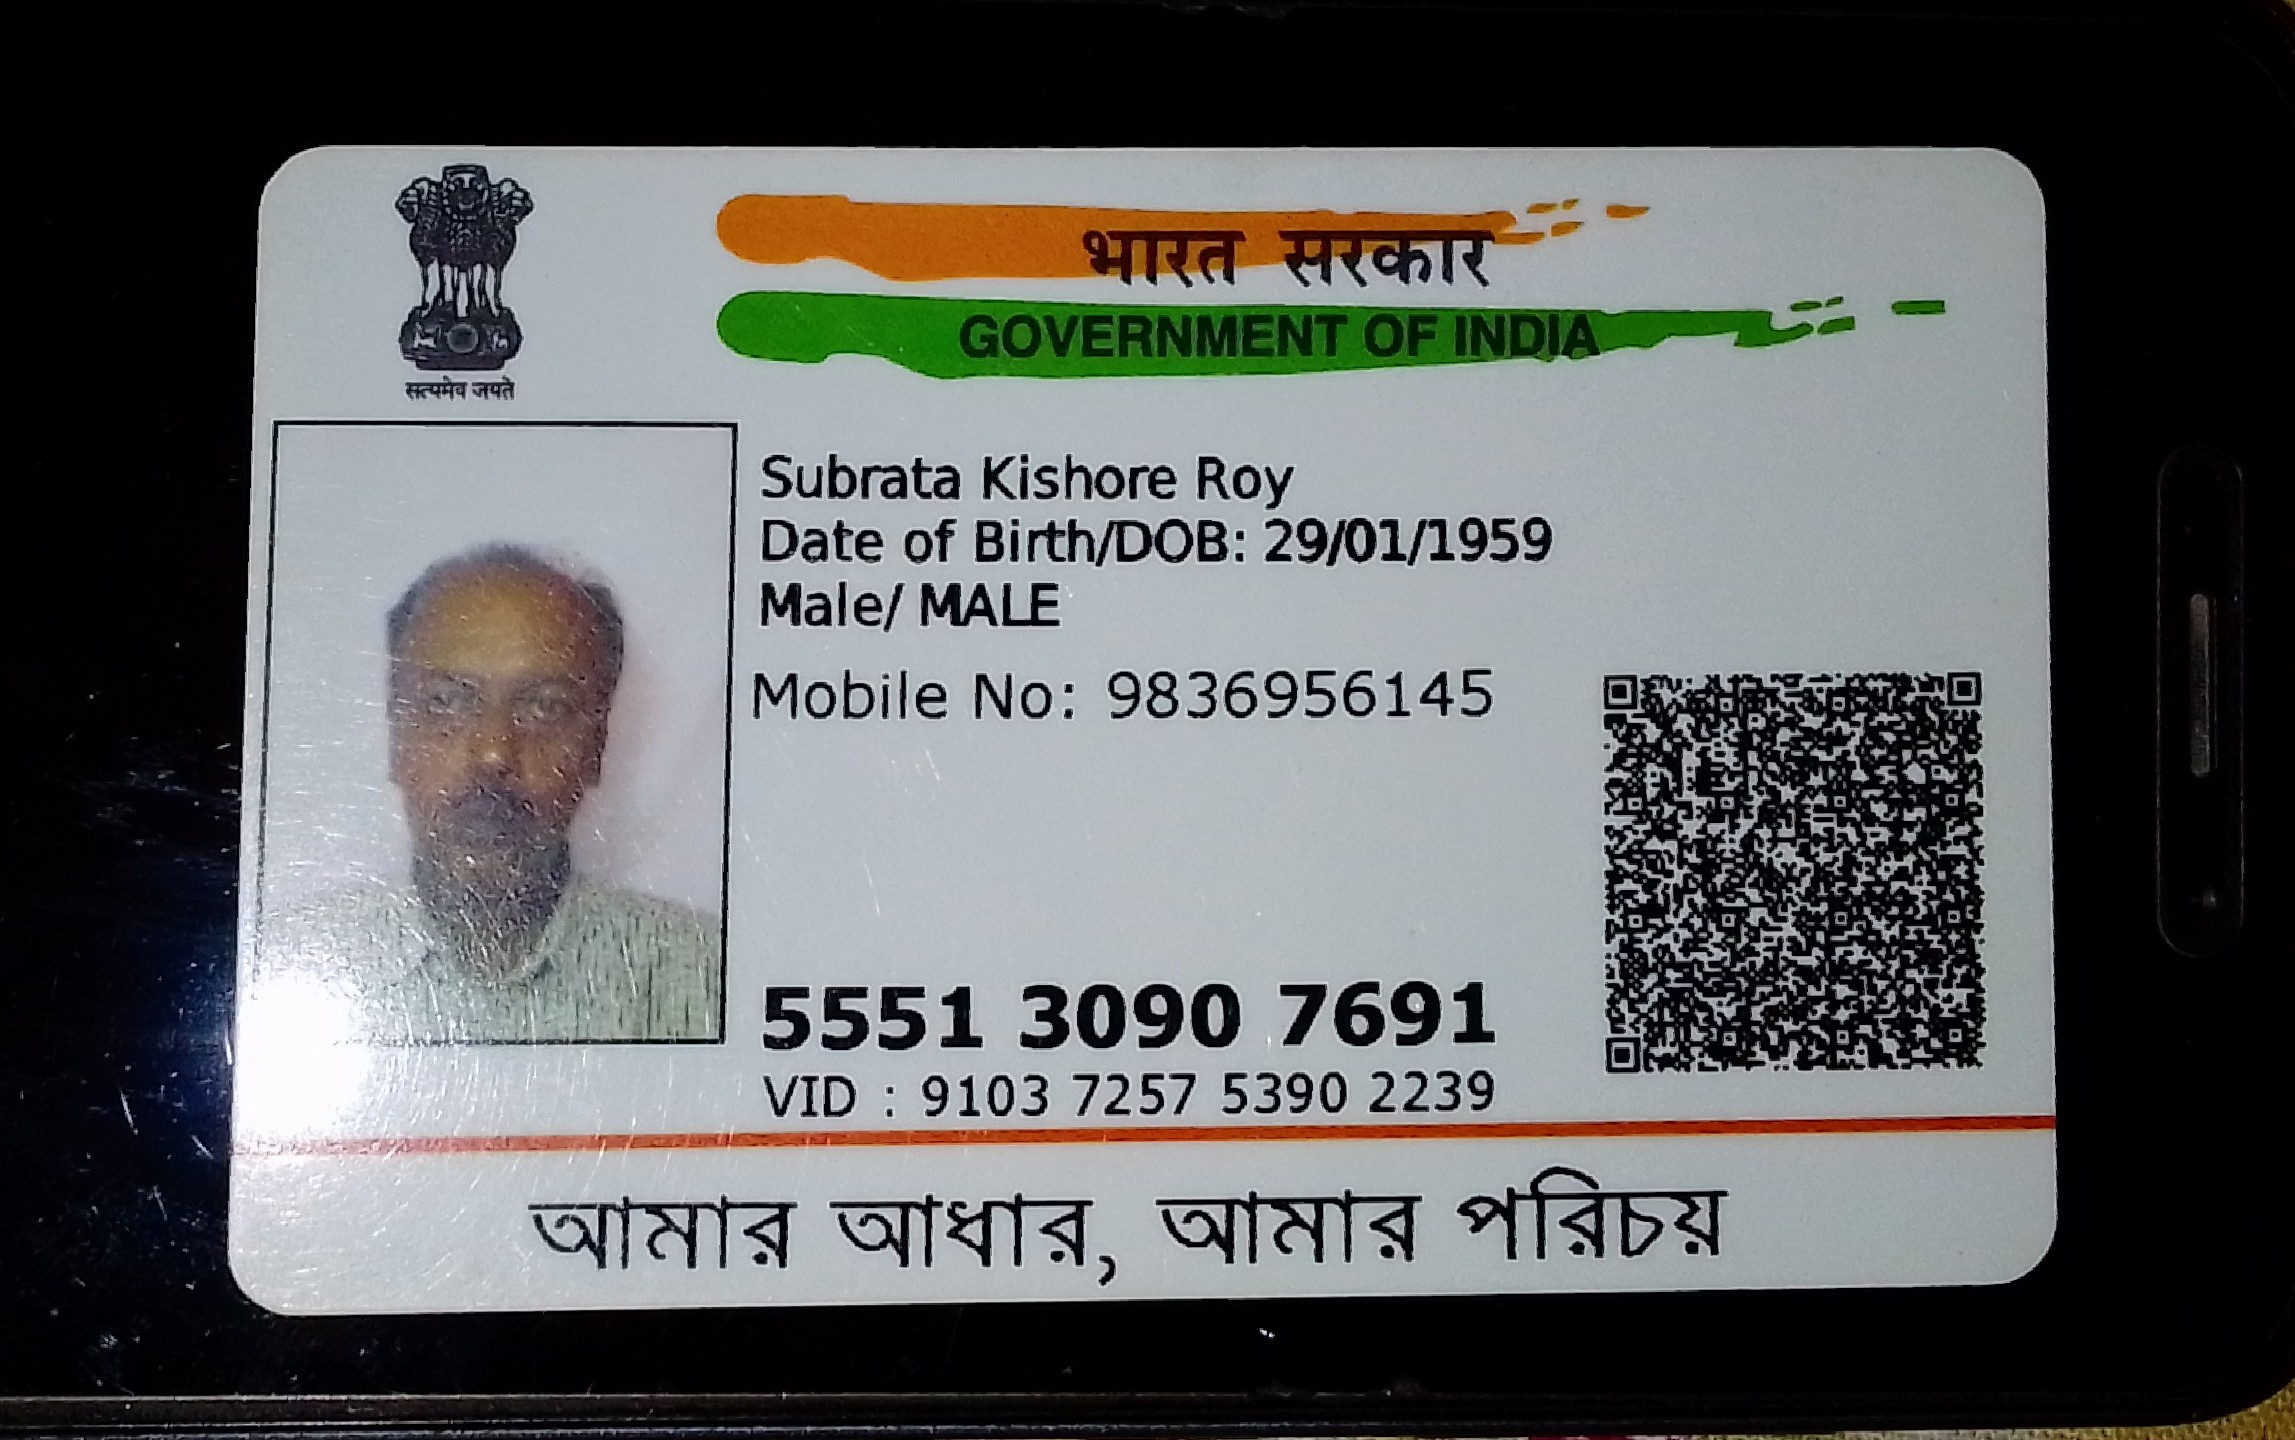 सत्यमेव जयते
भारत सरकार
GOVERNMENT OF INDIA
Subrata Kishore Roy
Date of Birth/DOB: 29/01/1959
Male/ MALE
Mobile No: 9836956145
5551 3090 7691
VID : 9103 7257 5390 2239
আমার আধার, আমার পরিচয়